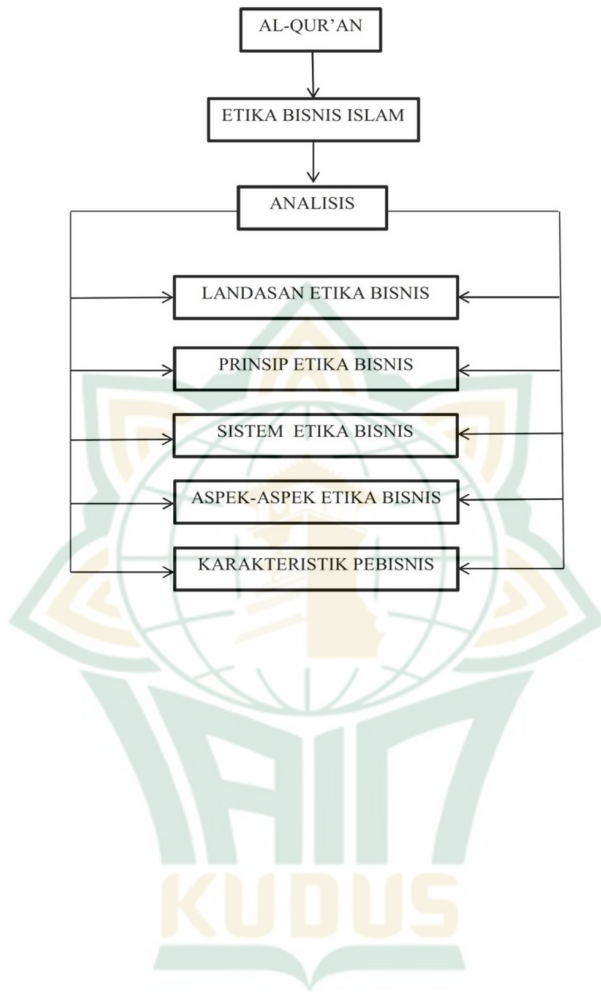 AL-QUR’AN
ETIKA BISNIS ISLAM
ANALISIS
LANDASAN ETIKA BISNIS
PRINSIP ETIKA BISNIS
SISTEM ETIKA BISNIS
ASPEK-ASPEK ETIKA BISNIS
KARAKTERISTIK PEBISNIS
IAIN
KUDUS